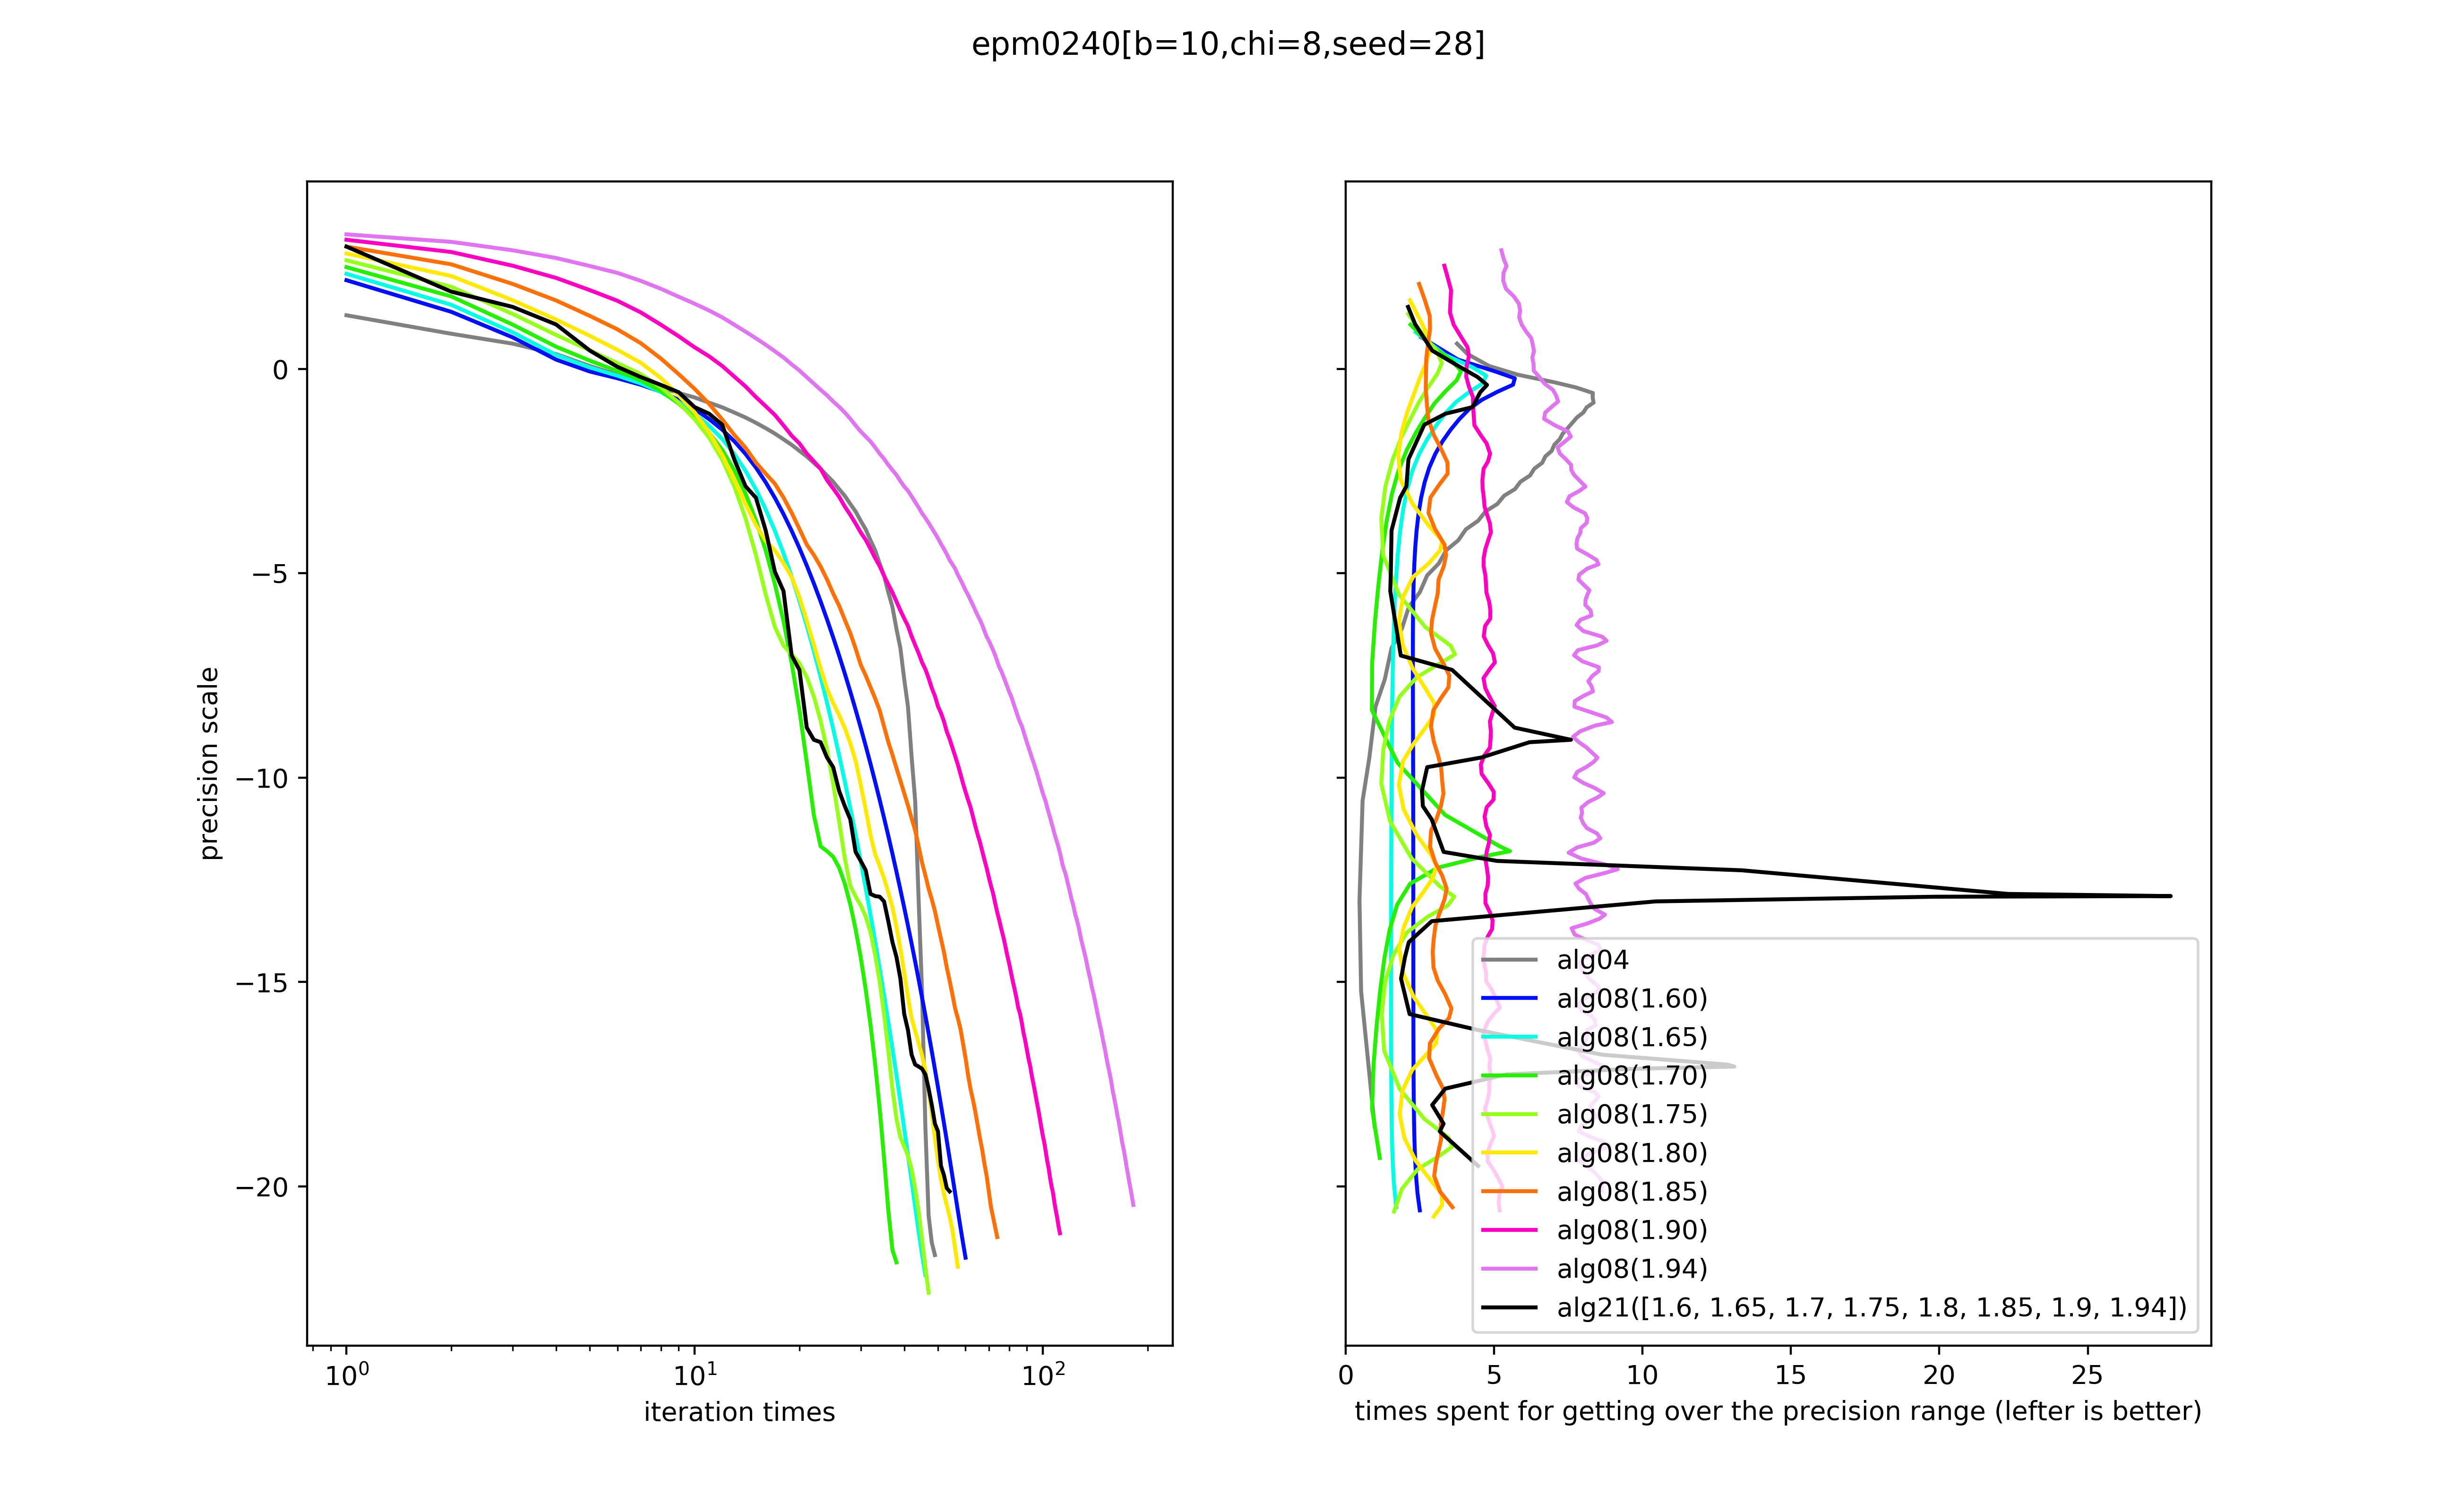 epm0240[b=10,chi=8,seed=28]
precision scale
0
−5
−10
−15
−20
10⁰
10¹
10²
iteration times
alg04
alg08(1.60)
alg08(1.65)
alg08(1.70)
alg08(1.75)
alg08(1.80)
alg08(1.85)
alg08(1.90)
alg08(1.94)
alg21([1.6, 1.65, 1.7, 1.75, 1.8, 1.85, 1.9, 1.94])
0 5 10 15 20 25
times spent for getting over the precision range (lefter is better)